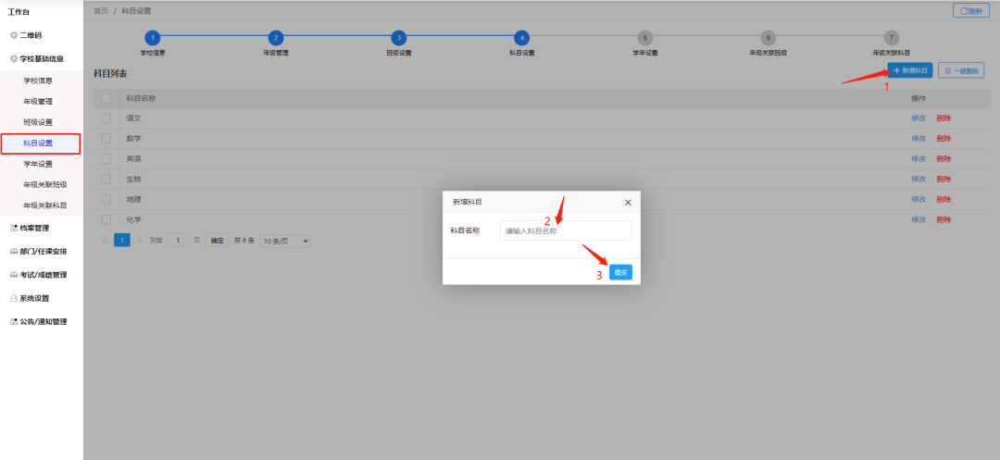 工作台
二维码
学校基础信息
学校信息
年级管理
班级设置
科目设置
学年设置
年级关联班级
年级关联科目
档案管理
部门/任课安排
考试/成绩管理
系统设置
公告/通知管理
首页 / 科目设置
刷新
1 2 3 4 5 6 7
学校信息 年级管理 班级设置 科目设置 学年设置 年级关联班级 年级关联科目
科目列表
+ 新增科目 一键删除
1
科目名称 操作
语文 修改 删除
数学 修改 删除
英语 修改 删除
生物 修改 删除
地理 修改 删除
化学 修改 删除
1 到第 1 页 确定 共 6 条 10 条/页
新增科目
科目名称 请输入科目名称
2
3
提交